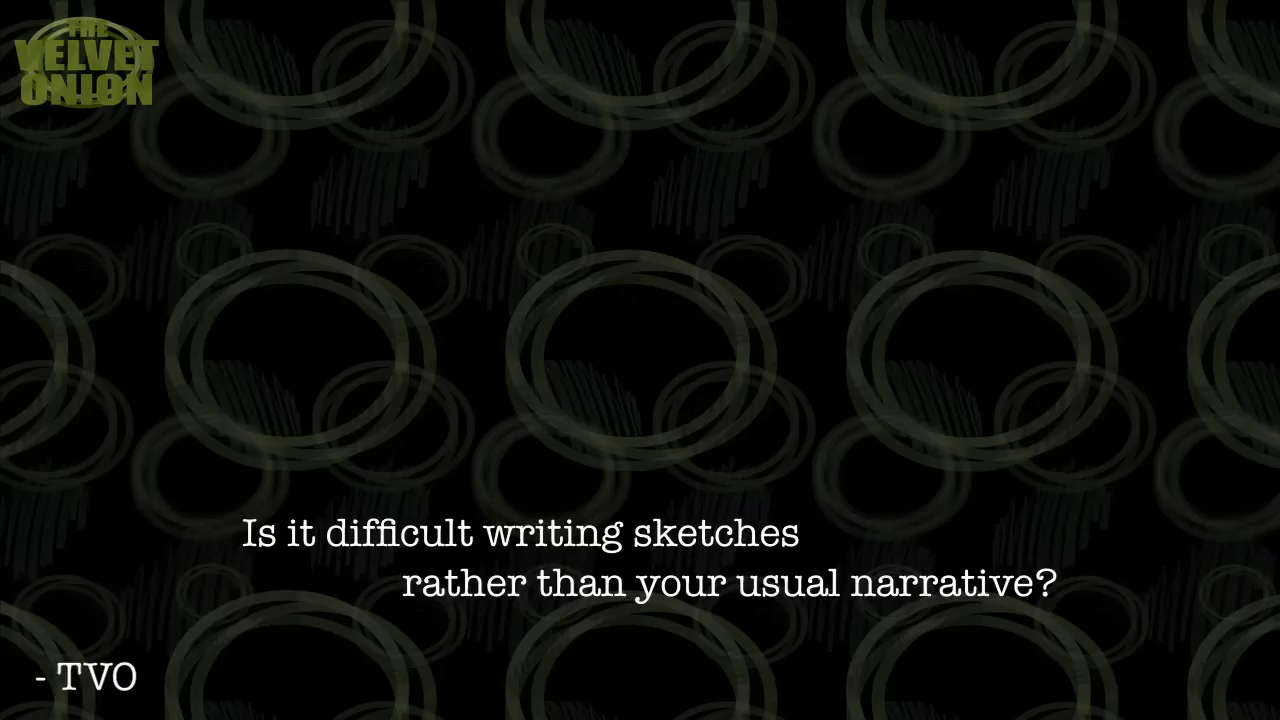 THE
VELVET
ONION
Is it difficult writing sketches
rather than your usual narrative?
- TVO